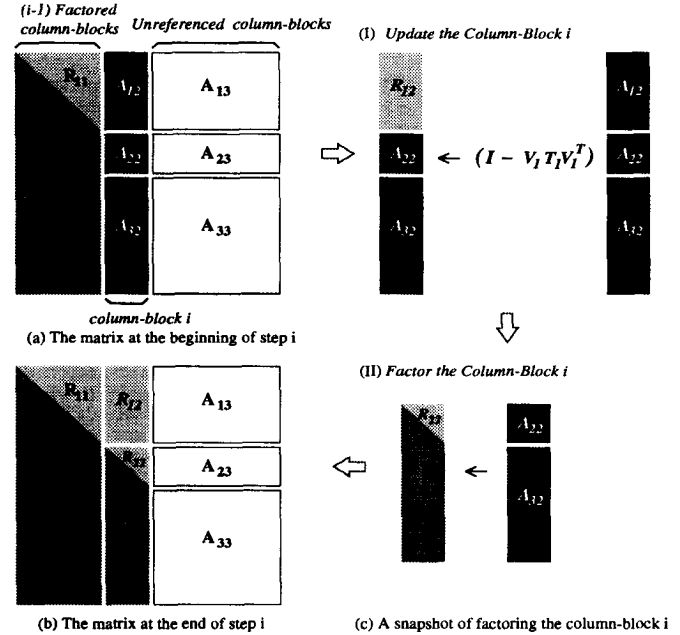 (i-1) Factored column-blocks
Unreferenced column-blocks
R11
A12
A13
A22
A23
A32
A33
column-block i
(a) The matrix at the beginning of step i
(I) Update the Column-Block i
R12
A22
A32
← (I - V_I T_I V_I^T)
A12
A22
A32
(II) Factor the Column-Block i
A22
A32
←
(c) A snapshot of factoring the column-block i
R11
R12
A13
A23
A33
(b) The matrix at the end of step i